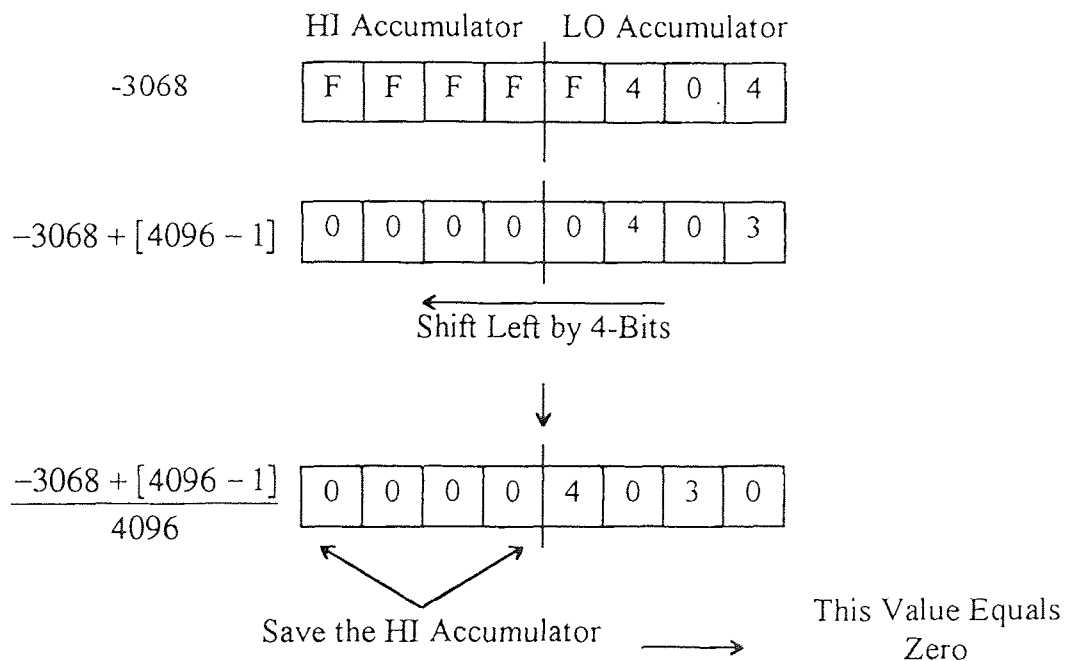 HI Accumulator LO Accumulator
-3068 F F F F F 4 0 4
−3068 + [4096 − 1] 0 0 0 0 0 4 0 3
Shift Left by 4-Bits
−3068 + [4096 − 1]
4096
0 0 0 0 4 0 3 0
Save the HI Accumulator
This Value Equals
Zero